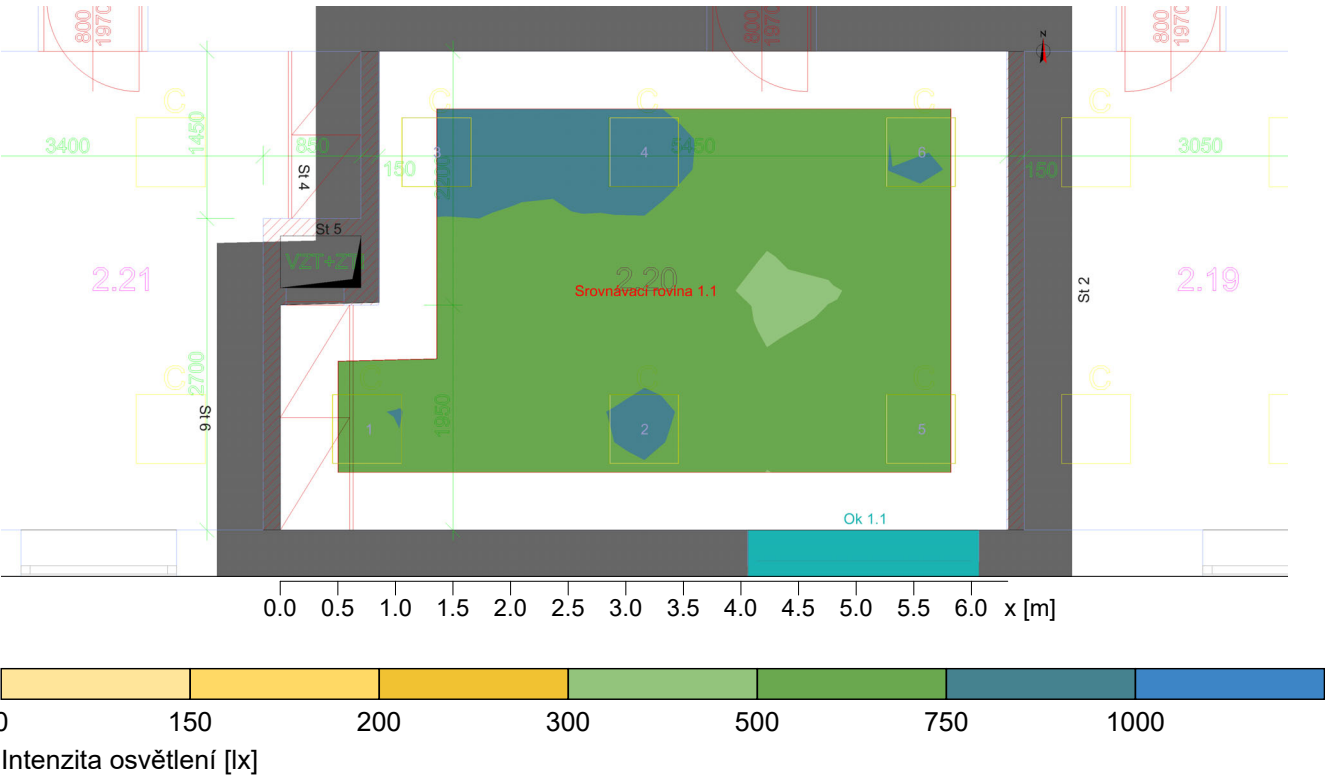 800
1970
800
1970
800
1970
z
C
C
C
C
C
3
4
6
3400
1450
850
150
2200
5450
150
3050
St 4
St 5
VZT+ZT
2.21
2.20
Srovnávací rovina 1.1
St 2
2.19
C
C
C
C
C
2700
St 6
1950
1
2
5
Ok 1.1
0.0 0.5 1.0 1.5 2.0 2.5 3.0 3.5 4.0 4.5 5.0 5.5 6.0 x [m]
0 150 200 300 500 750 1000
Intenzita osvětlení [lx]